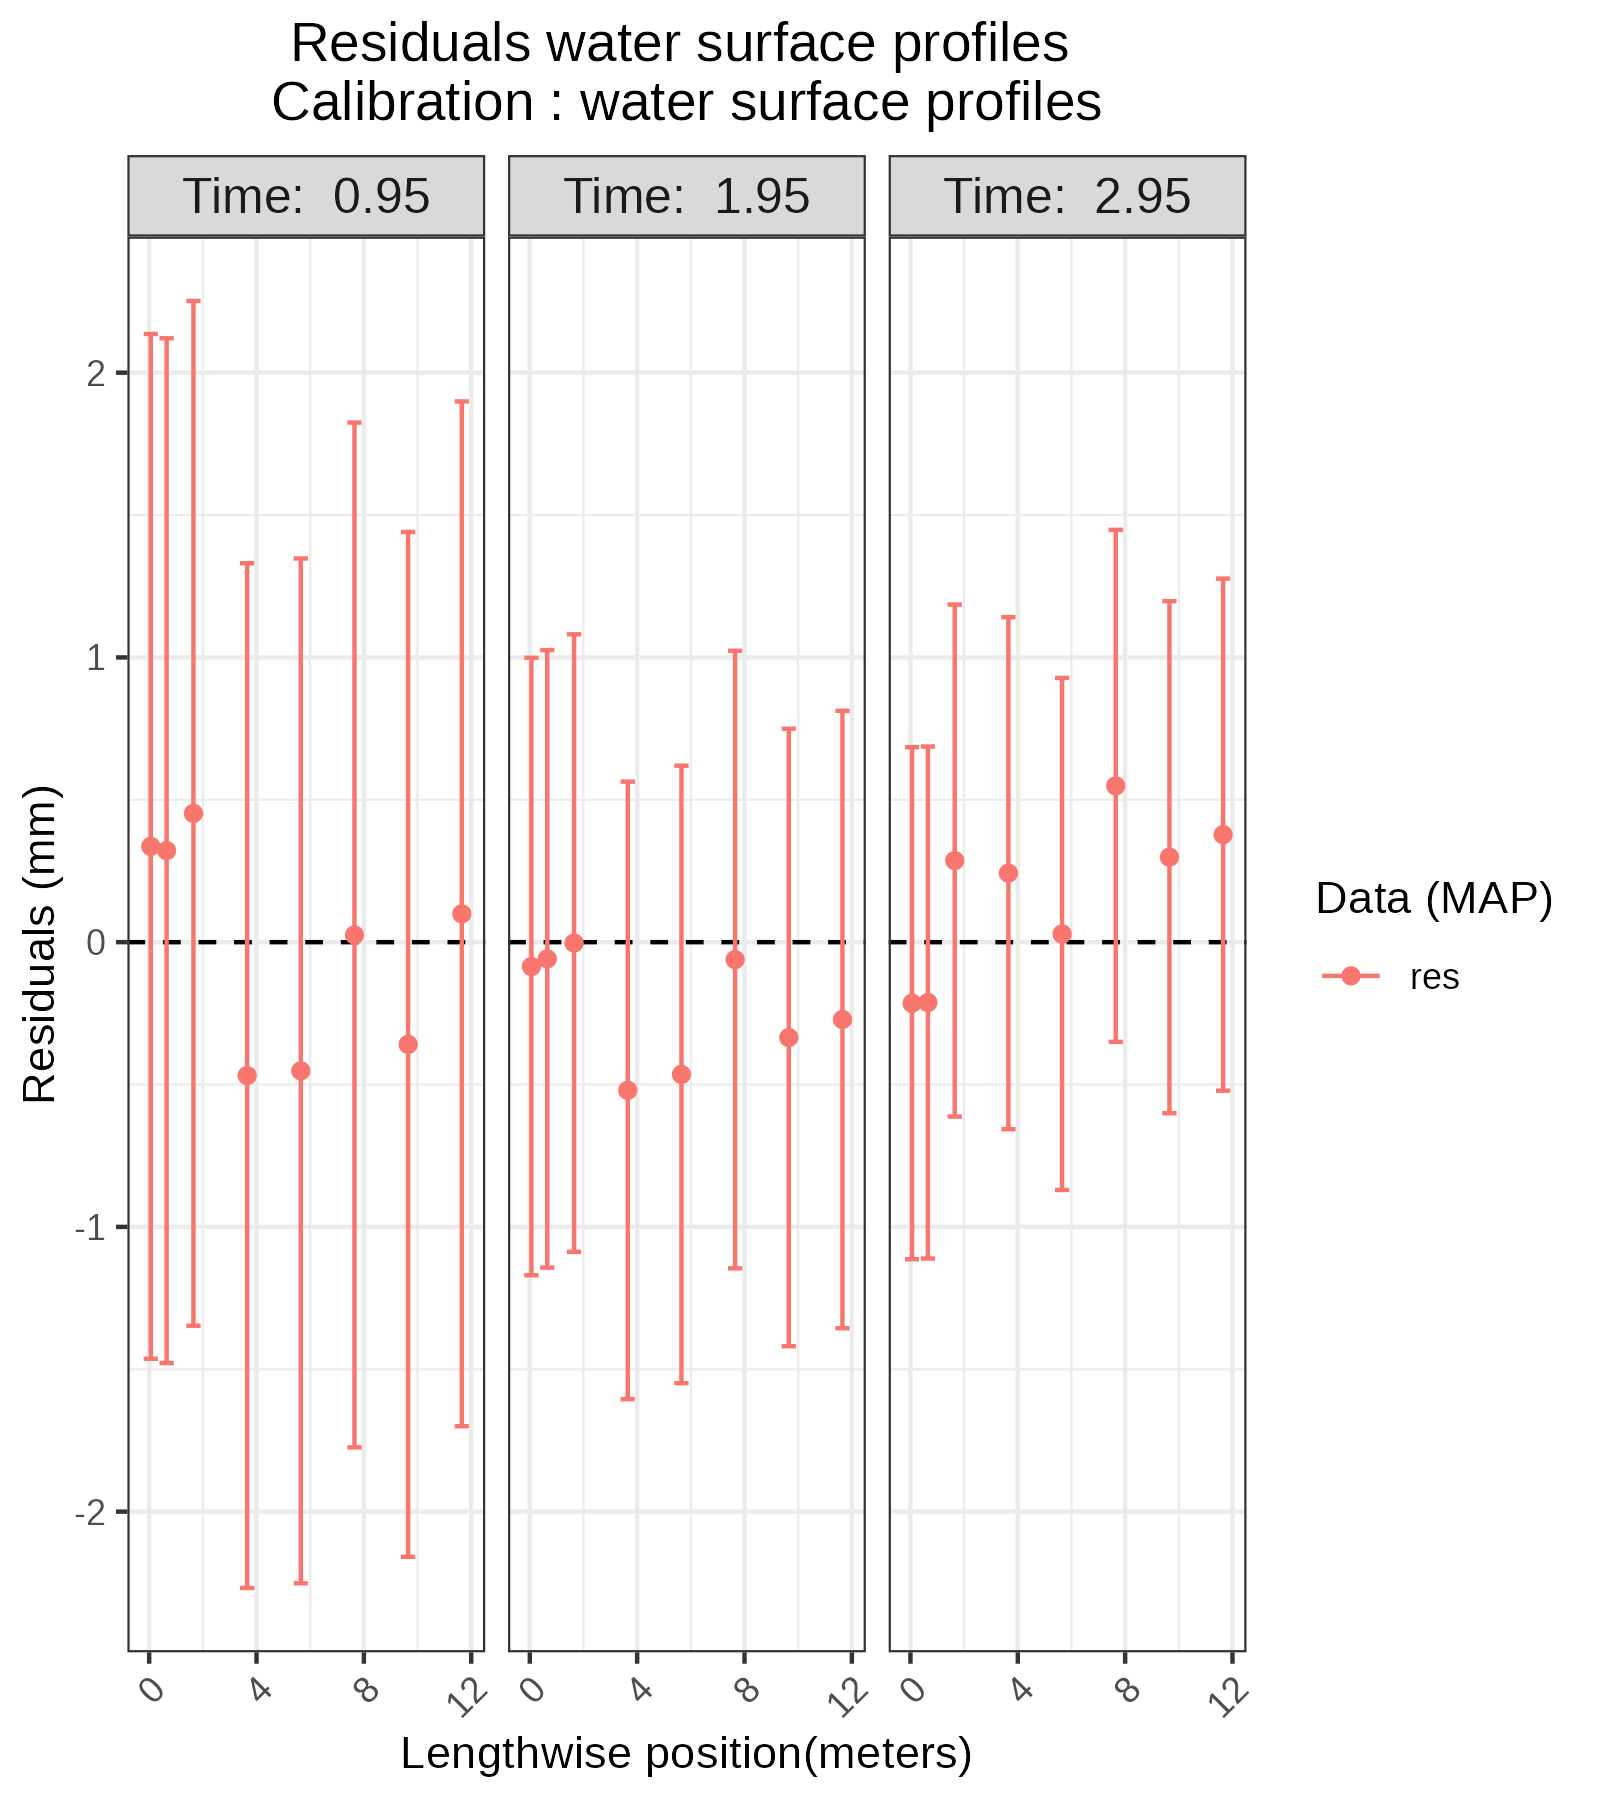 Residuals water surface profiles
Calibration : water surface profiles
Time:  0.95
Time:  1.95
Time:  2.95
2
1
0
-1
-2
Residuals (mm)
0 4 8 12
0 4 8 12
0 4 8 12
Lengthwise position(meters)
Data (MAP)
res